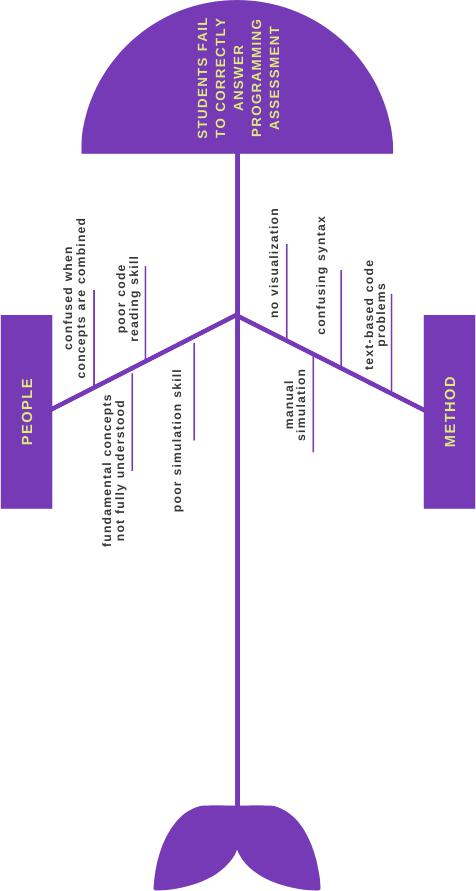 STUDENTS FAIL
TO CORRECTLY
ANSWER
PROGRAMMING
ASSESSMENT
PEOPLE
confused when
concepts are combined
poor code
reading skill
fundamental concepts
not fully understood
poor simulation skill
no visualization
confusing syntax
text-based code
problems
manual
simulation
METHOD